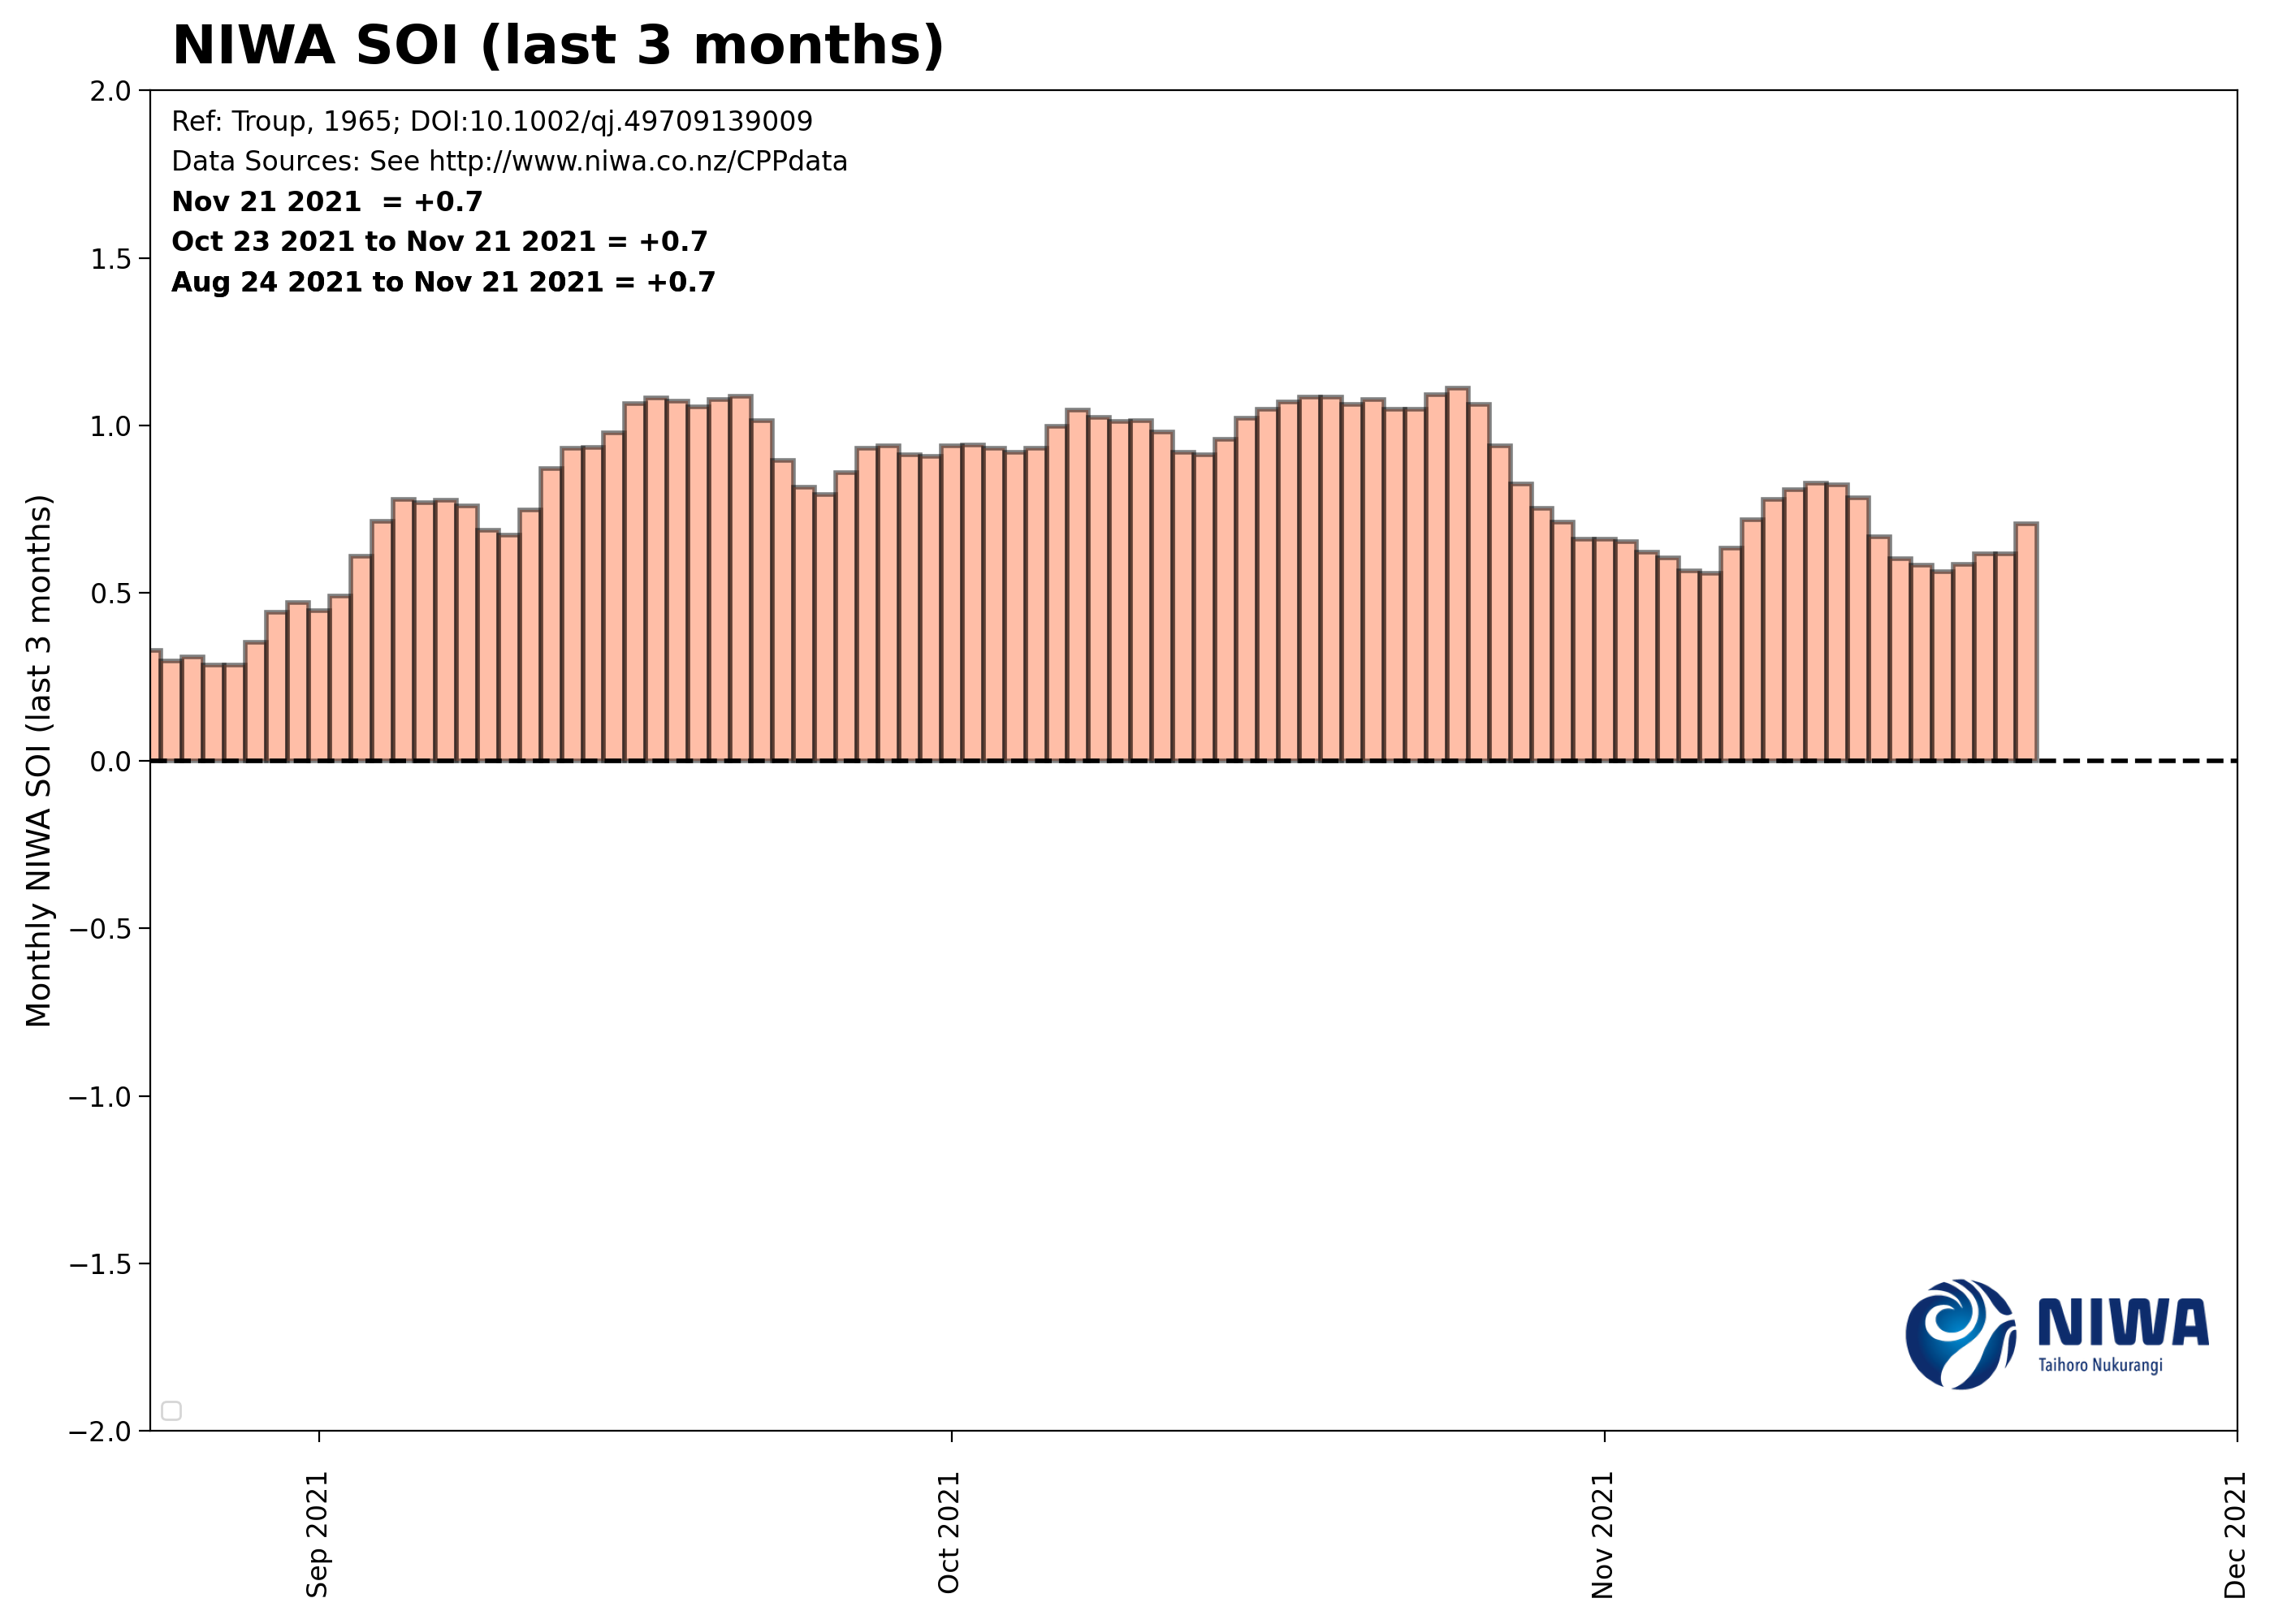 NIWA SOI (last 3 months)
Ref: Troup, 1965; DOI:10.1002/qj.49709139009
Data Sources: See http://www.niwa.co.nz/CPPdata
Nov 21 2021  = +0.7
Oct 23 2021 to Nov 21 2021 = +0.7
Aug 24 2021 to Nov 21 2021 = +0.7
Monthly NIWA SOI (last 3 months)
2.0
1.5
1.0
0.5
0.0
−0.5
−1.0
−1.5
−2.0
NIWA
Taihoro Nukurangi
Sep 2021
Oct 2021
Nov 2021
Dec 2021